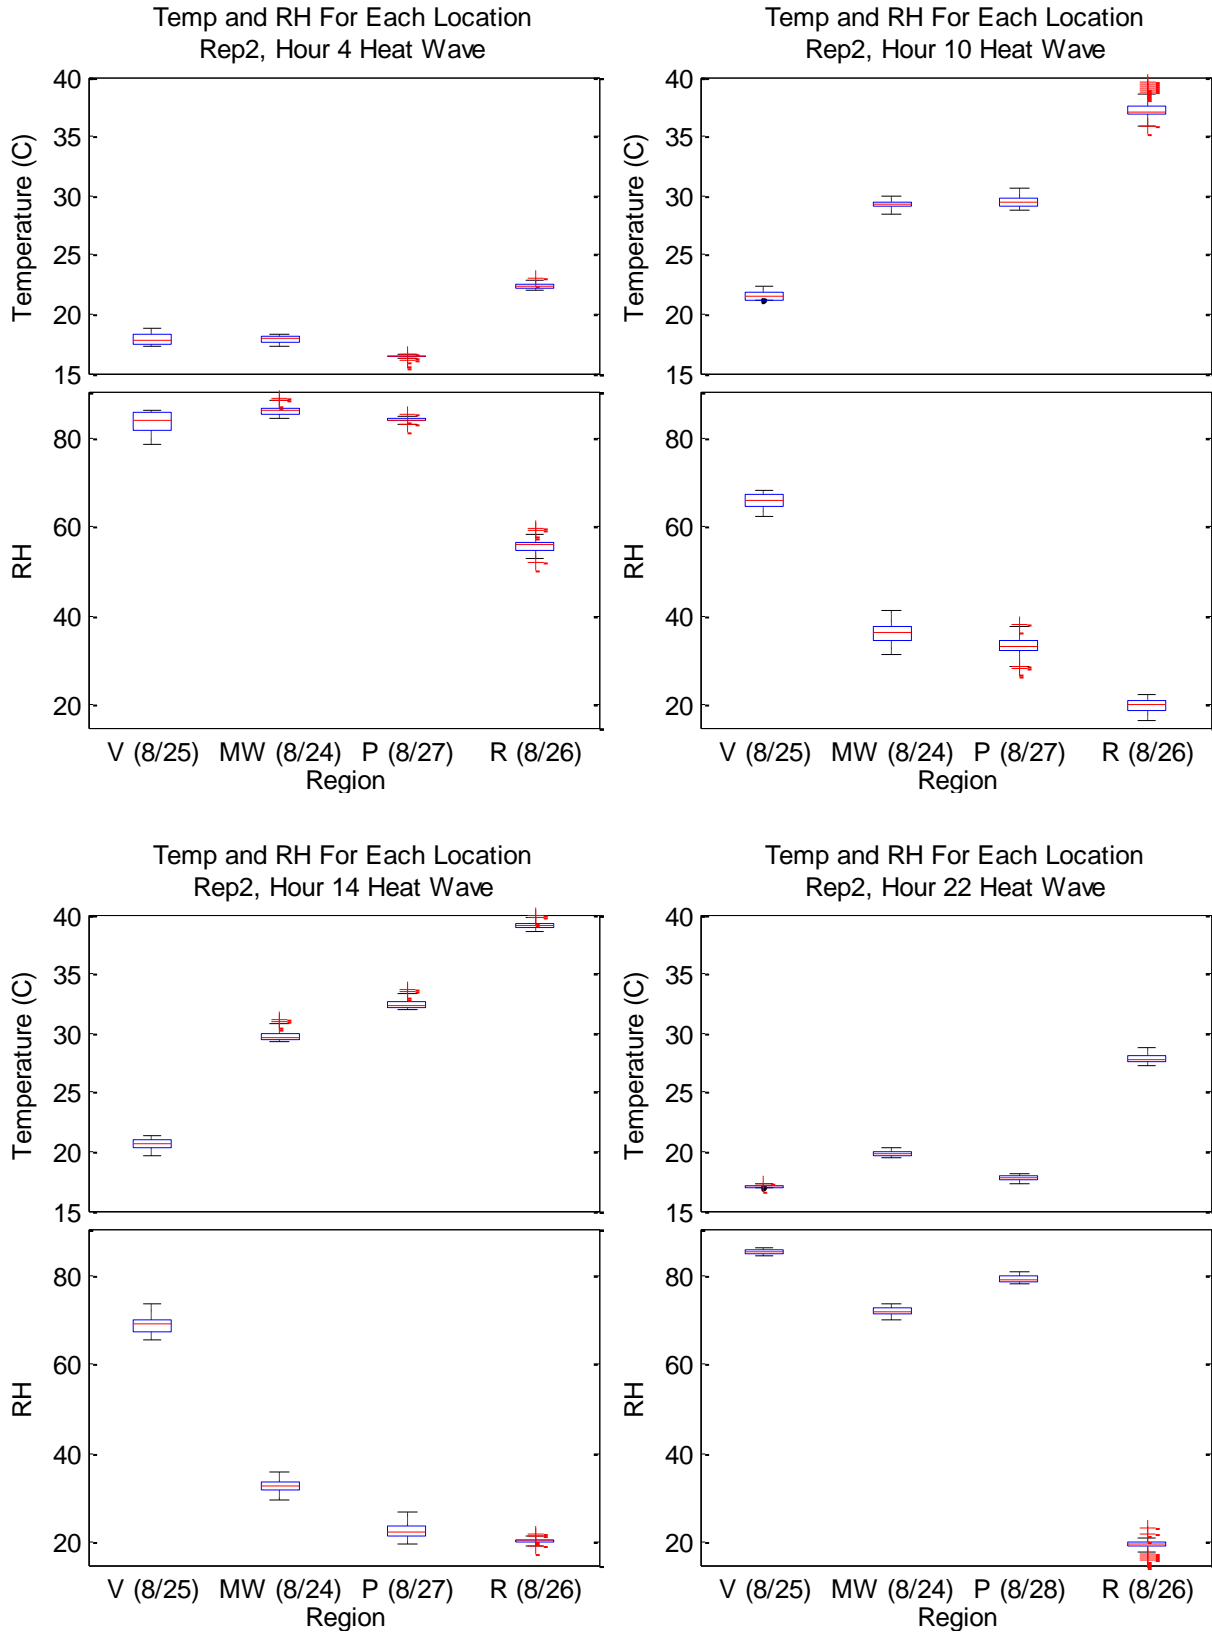 Temp and RH For Each Location
Rep2, Hour 4 Heat Wave
40
35
30
25
20
15
Temperature (C)
80
60
40
20
RH
V (8/25) MW (8/24) P (8/27) R (8/26)
Region
Temp and RH For Each Location
Rep2, Hour 10 Heat Wave
40
35
30
25
20
15
Temperature (C)
80
60
40
20
RH
V (8/25) MW (8/24) P (8/27) R (8/26)
Region
Temp and RH For Each Location
Rep2, Hour 14 Heat Wave
40
35
30
25
20
15
Temperature (C)
80
60
40
20
RH
V (8/25) MW (8/24) P (8/27) R (8/26)
Region
Temp and RH For Each Location
Rep2, Hour 22 Heat Wave
40
35
30
25
20
15
Temperature (C)
80
60
40
20
RH
V (8/25) MW (8/24) P (8/28) R (8/26)
Region